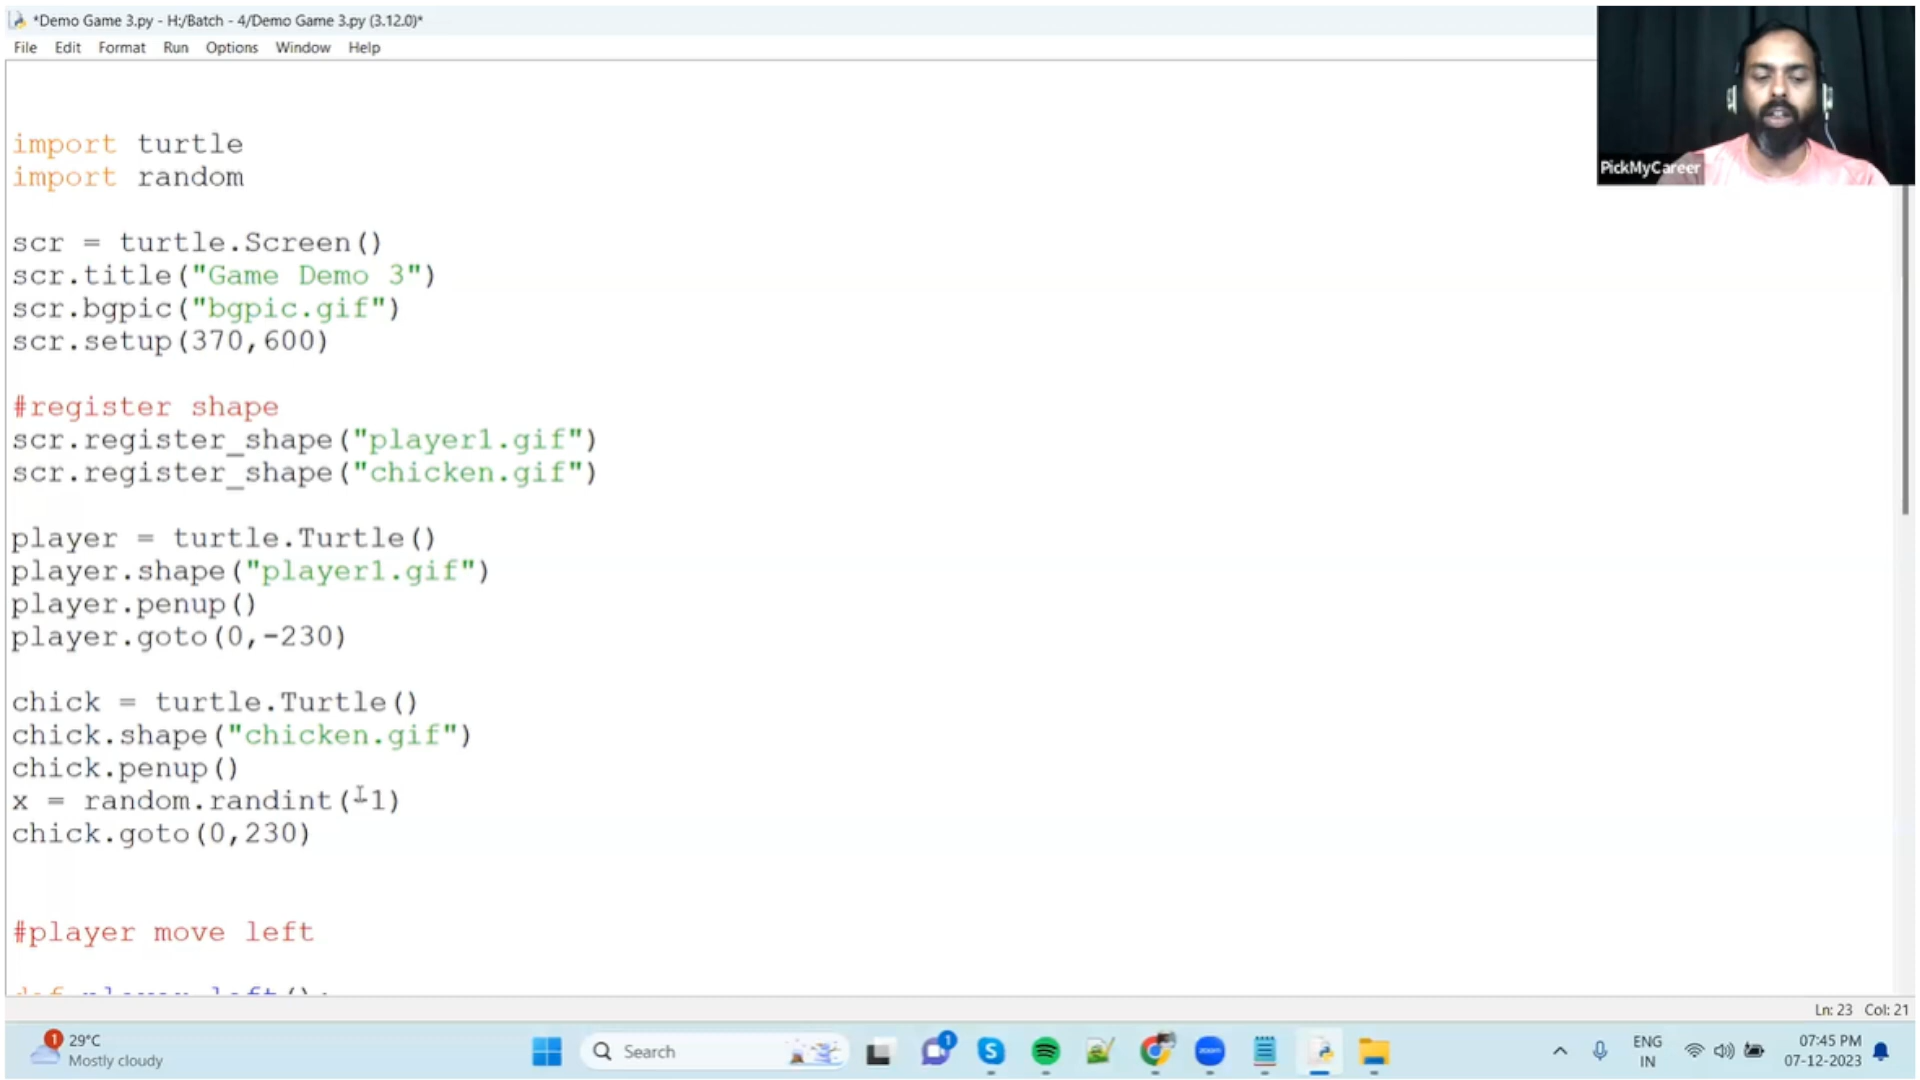 *Demo Game 3.py - H:/Batch - 4/Demo Game 3.py (3.12.0)*
File Edit Format Run Options Window Help
PickMyCareer
import turtle
import random
scr = turtle.Screen()
scr.title("Game Demo 3")
scr.bgpic("bgpic.gif")
scr.setup(370,600)
#register shape
scr.register_shape("player1.gif")
scr.register_shape("chicken.gif")
player = turtle.Turtle()
player.shape("player1.gif")
player.penup()
player.goto(0,-230)
chick = turtle.Turtle()
chick.shape("chicken.gif")
chick.penup()
x = random.randint(-1)
chick.goto(0,230)
#player move left
def player_left():
Ln: 23 Col: 21
1
29°C
Mostly cloudy
Search
1
zoom
ENG
IN
07:45 PM
07-12-2023